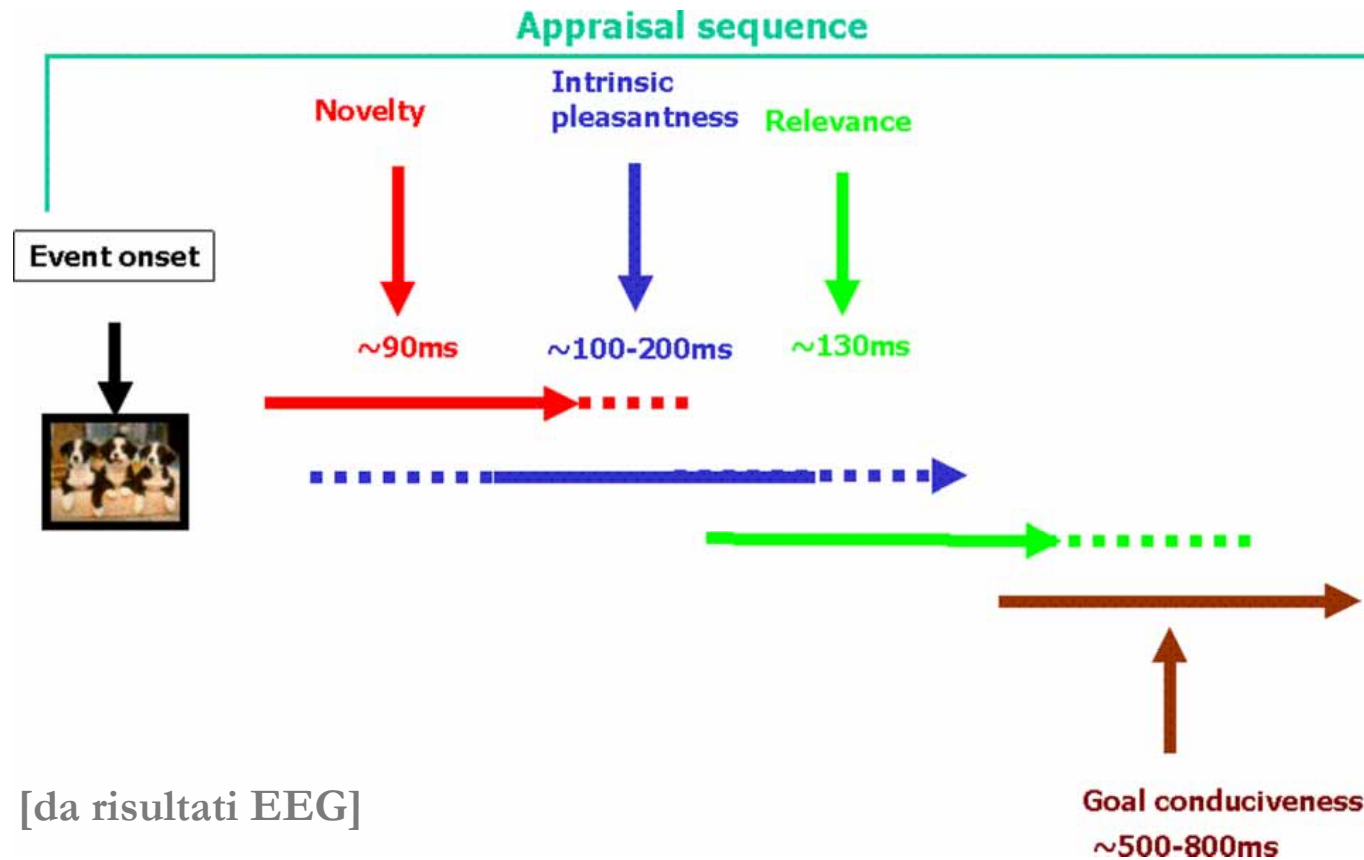 Appraisal sequence
Novelty
Intrinsic
pleasantness
Relevance
Event onset
~90ms
~100-200ms
~130ms
[da risultati EEG]
Goal conduciveness
~500-800ms